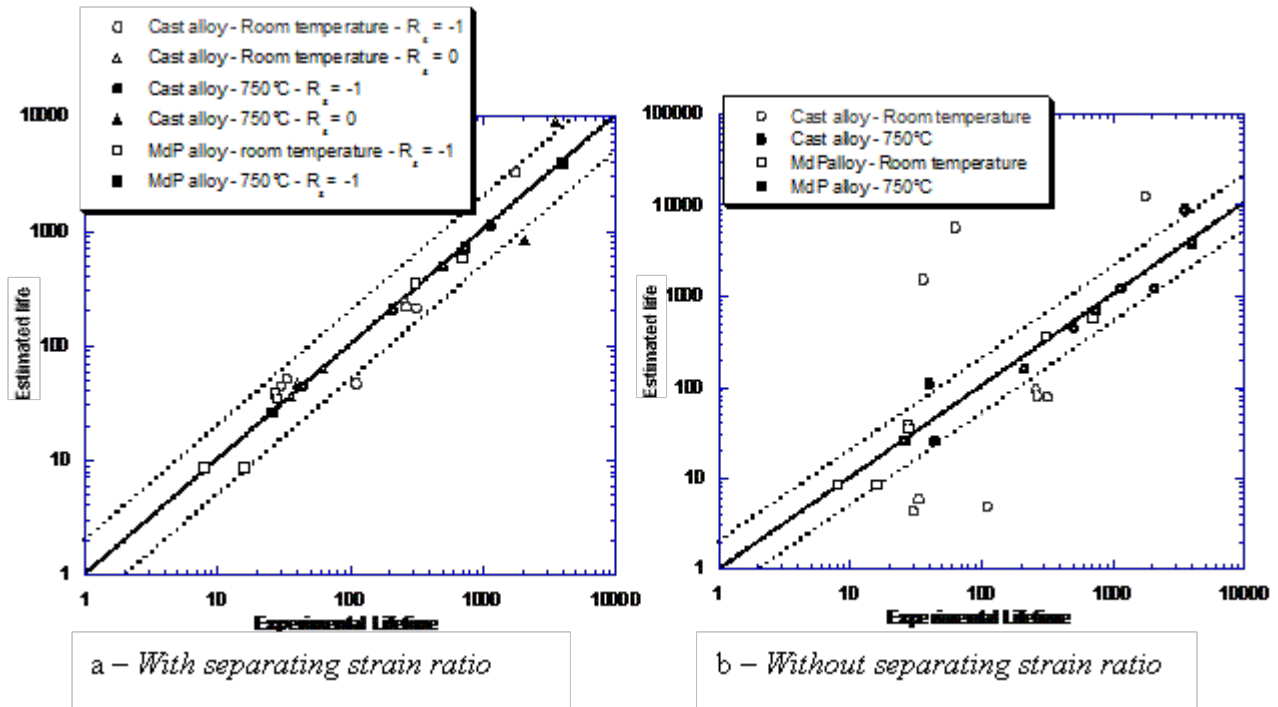 Cast alloy - Room temperature - Rε = -1
Cast alloy - Room temperature - Rε = 0
Cast alloy - 750°C - Rε = -1
Cast alloy - 750°C - Rε = 0
MdP alloy - room temperature - Rε = -1
MdP alloy - 750°C - Rε = -1
10000
1000
100
10
1
Estimated life
1 10 100 1000 10000
Experimental Lifetime
a – With separating strain ratio
Cast alloy - Room temperature
Cast alloy - 750°C
MdPalloy - Room temperature
MdP alloy - 750°C
100000
10000
1000
100
10
1
Estimated life
1 10 100 1000 10000
Experimental Lifetime
b – Without separating strain ratio